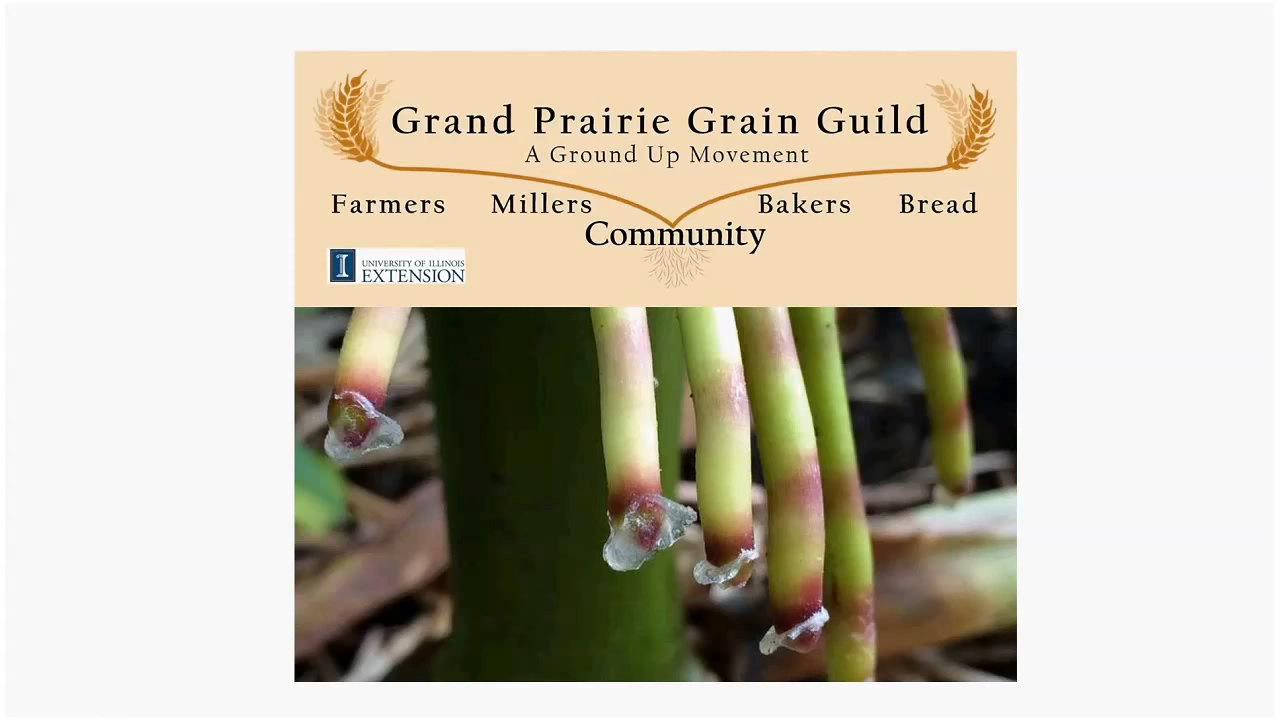 Grand Prairie Grain Guild
A Ground Up Movement
Farmers Millers Bakers Bread
Community
I UNIVERSITY OF ILLINOIS
EXTENSION